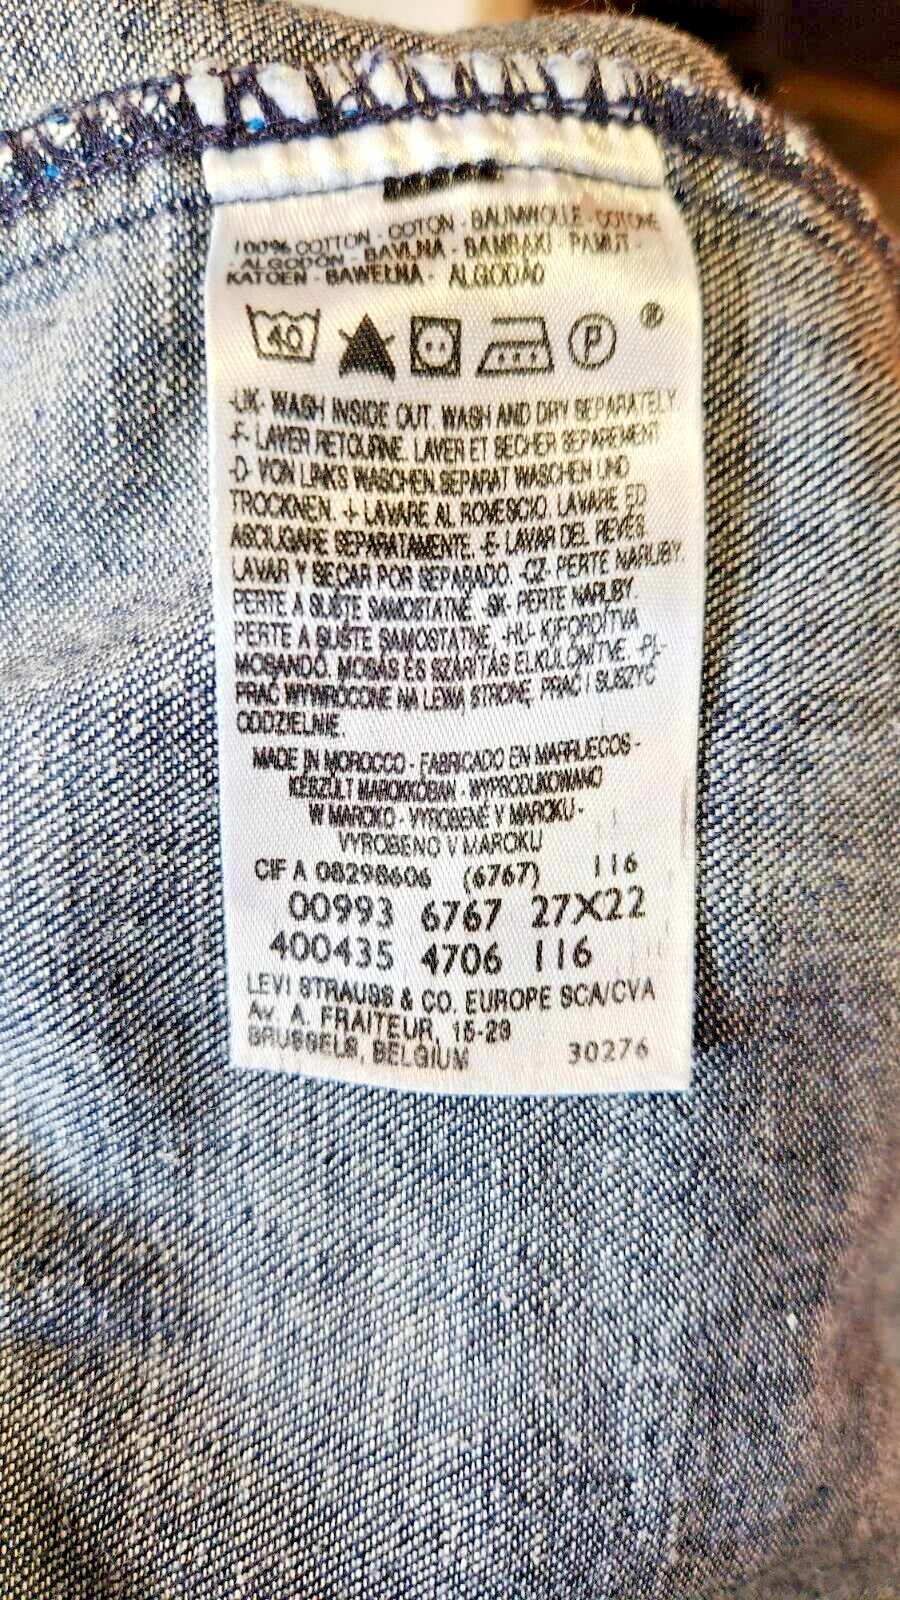 100% COTTON - COTON - BAUMWOLLE - COTONE
- ALGODÓN - BAVLNA - BAMBAKI - PAMUT -
KATOEN - BAWEŁNA - ALGODÃO
40 P ®
-UK- WASH INSIDE OUT. WASH AND DRY SEPARATELY
-F- LAVER RETOURNE. LAVER ET SECHER SEPAREMENT
-D- VON LINKS WASCHEN. SEPARAT WASCHEN UND
TROCKNEN. -I- LAVARE AL ROVESCIO. LAVARE ED
ASCIUGARE SEPARATAMENTE. -E- LAVAR DEL REVÉS.
LAVAR Y SECAR POR SEPARADO. -CZ- PERTE NARUBY.
PERTE A SUŠTE SAMOSTATNĚ. -SK- PERTE NARUBY.
PERTE A SUŠTE SAMOSTATNE. -HU- KIFORDÍTVA
MOSANDÓ. MOSÁS ÉS SZÁRÍTÁS ELKÜLÖNÍTVE. -PL-
PRAĆ WYWRÓCONE NA LEWĄ STRONĘ, PRAĆ I SUSZYĆ
ODDZIELNIE.
MADE IN MOROCCO - FABRICADO EN MARRUECOS -
KÉSZÜLT MAROKKÓBAN - WYPRODUKOWANO
W MAROKO - VYROBENÉ V MAROKU -
VYROBENO V MAROKU
CIF A 08298606 (6767) 116
00993 6767 27X22
400435 4706 116
LEVI STRAUSS & CO. EUROPE SCA/CVA
AV. A. FRAITEUR, 15-23
BRUSSELS, BELGIUM 30276